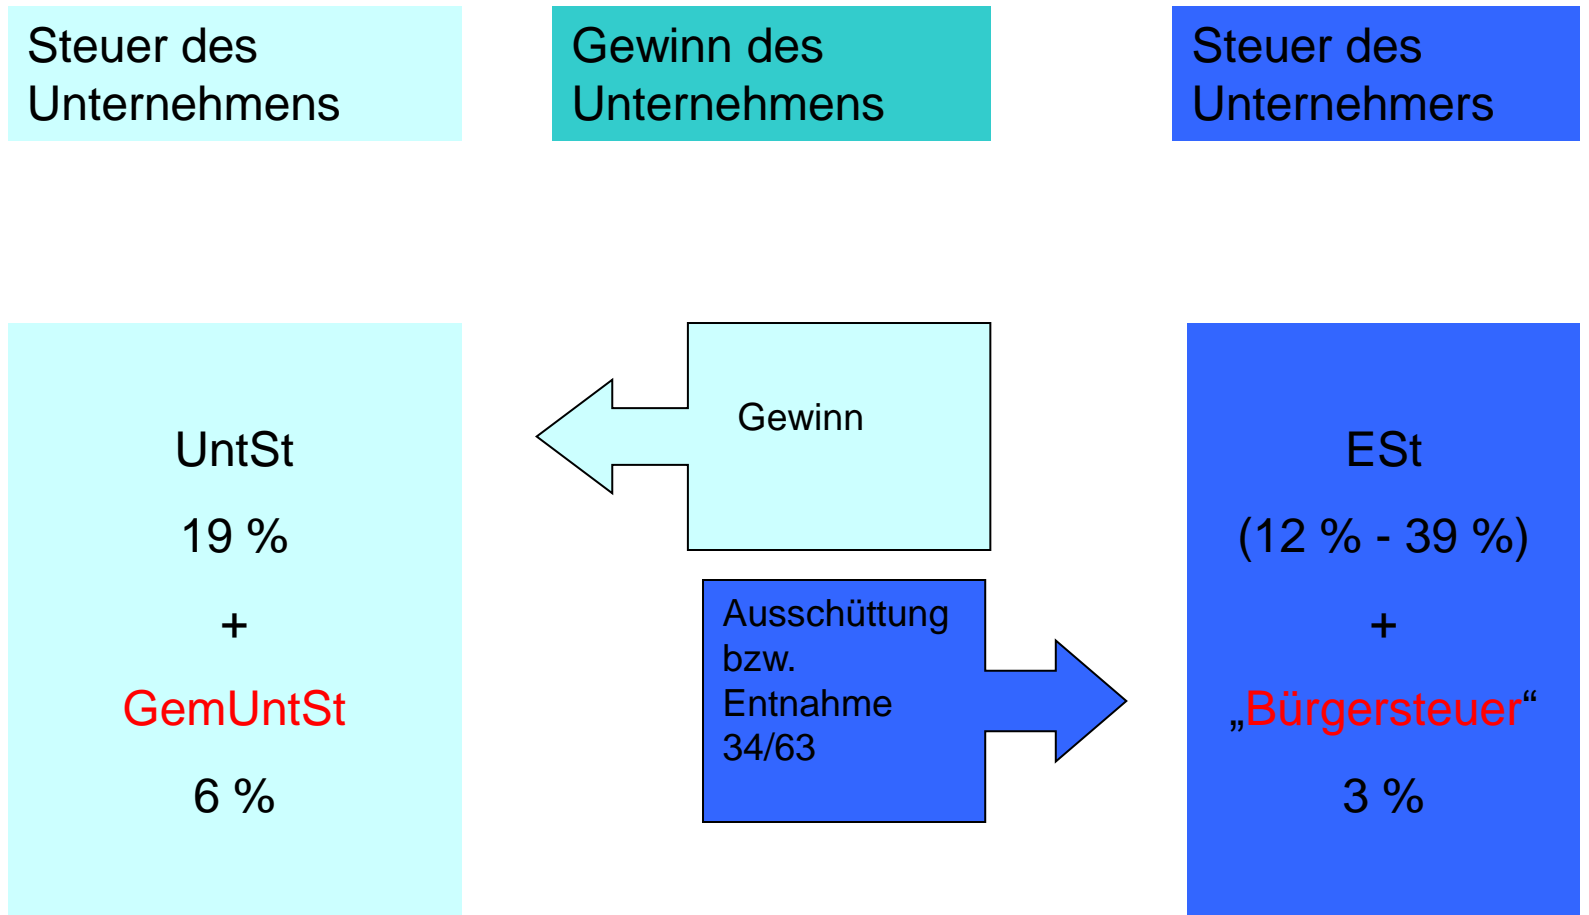 Steuer des
Unternehmens
Gewinn des
Unternehmens
Steuer des
Unternehmers
UntSt
19 %
+
GemUntSt
6 %
Gewinn
Ausschüttung
bzw.
Entnahme
34/63
ESt
(12 % - 39 %)
+
„Bürgersteuer“
3 %